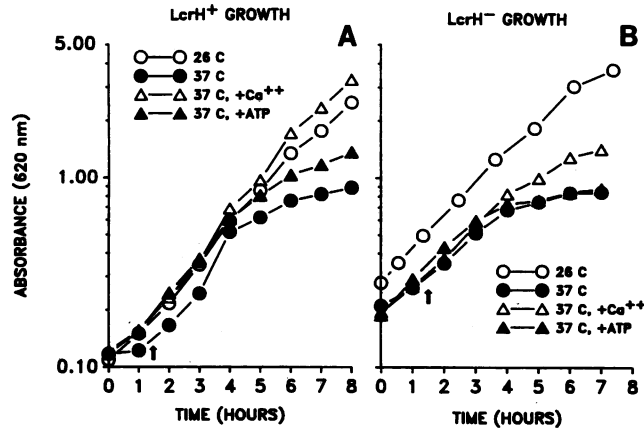 LcrH+ GROWTH
A
26 C
37 C
37 C, +Ca++
37 C, +ATP
5.00
1.00
0.10
ABSORBANCE (620 nm)
0 1 2 3 4 5 6 7 8
TIME (HOURS)
LcrH− GROWTH
B
26 C
37 C
37 C, +Ca++
37 C, +ATP
0 1 2 3 4 5 6 7 8
TIME (HOURS)